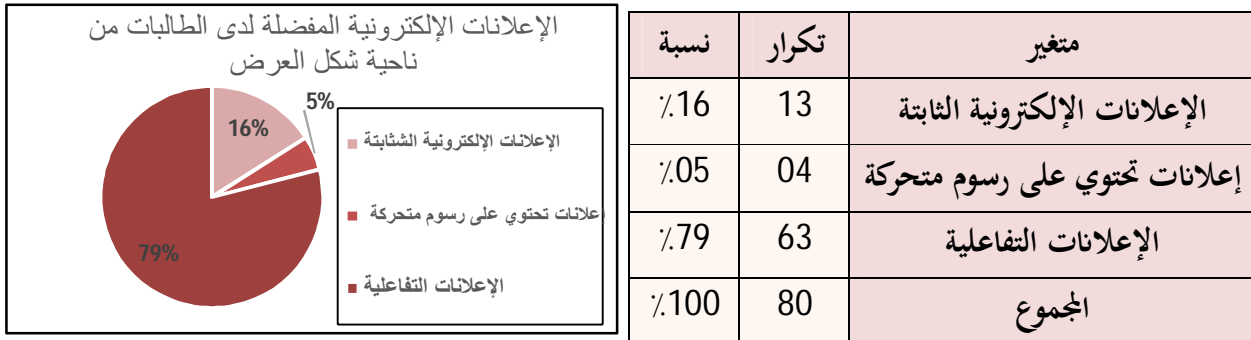 الإعلانات الإلكترونية المفضلة لدى الطالبات من
ناحية شكل العرض
16%
5%
79%
الإعلانات الإلكترونية الشثابتة
إعلانات تحتوي على رسوم متحركة
الإعلانات التفاعلية
متغير تكرار نسبة
الإعلانات الإلكترونية الثابتة 13 16٪
إعلانات تحتوي على رسوم متحركة 04 05٪
الإعلانات التفاعلية 63 79٪
المجموع 80 100٪